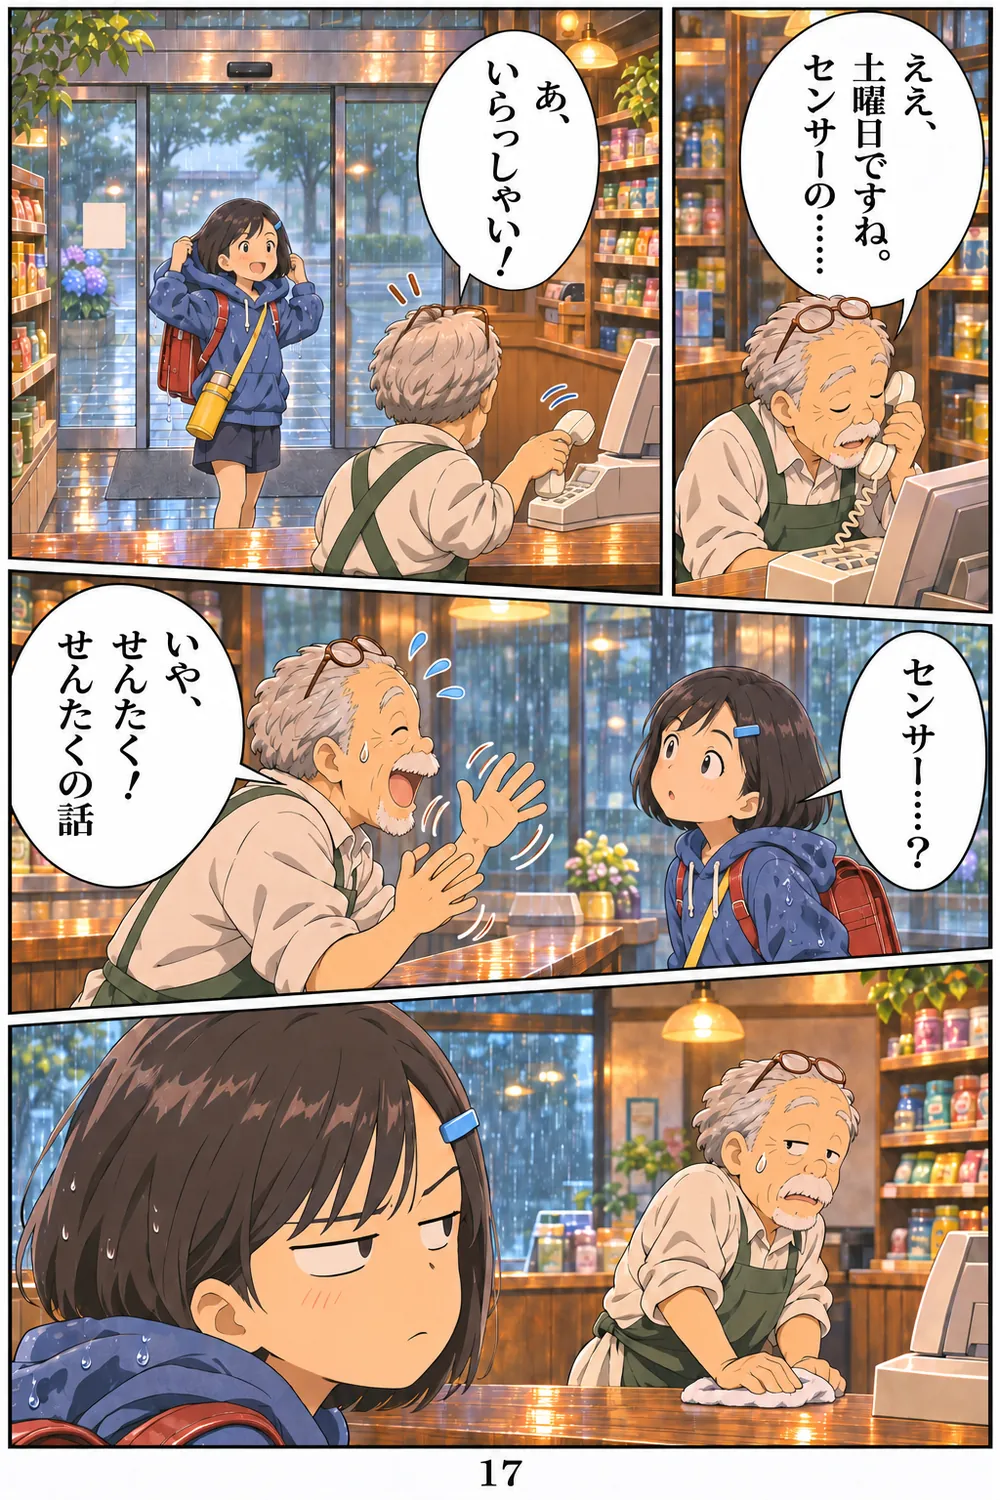 ええ、
土曜日ですね。
センサーの……
あ、
いらっしゃい！
センサー……？
いや、
せんたく！
せんたくの話
17